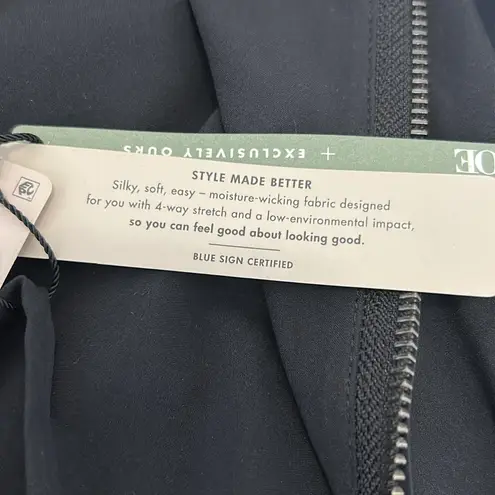 + EXCLUSIVELY OURS
STYLE MADE BETTER
Silky, soft, easy – moisture-wicking fabric designed
for you with 4-way stretch and a low-environmental impact,
so you can feel good about looking good.
BLUE SIGN CERTIFIED